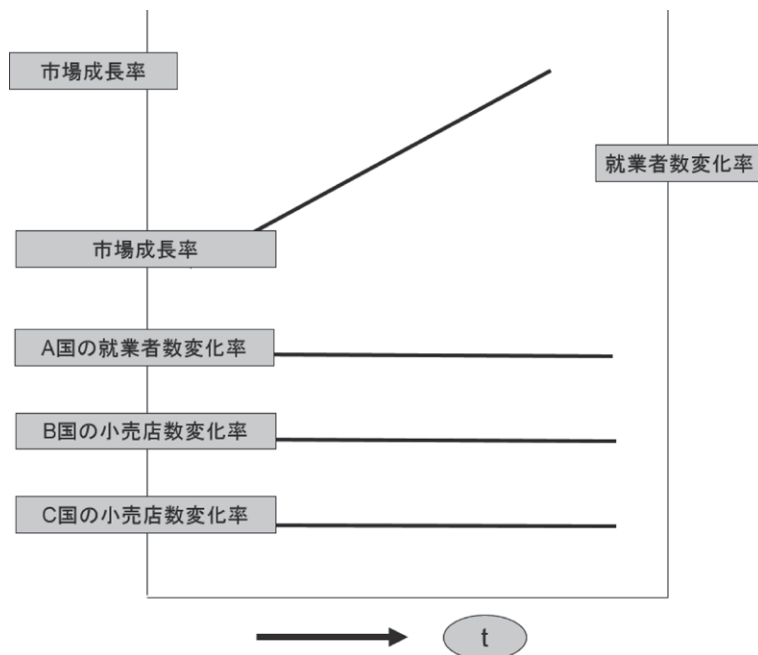 市場成長率
就業者数変化率
市場成長率
A国の就業者数変化率
B国の小売店数変化率
C国の小売店数変化率
t